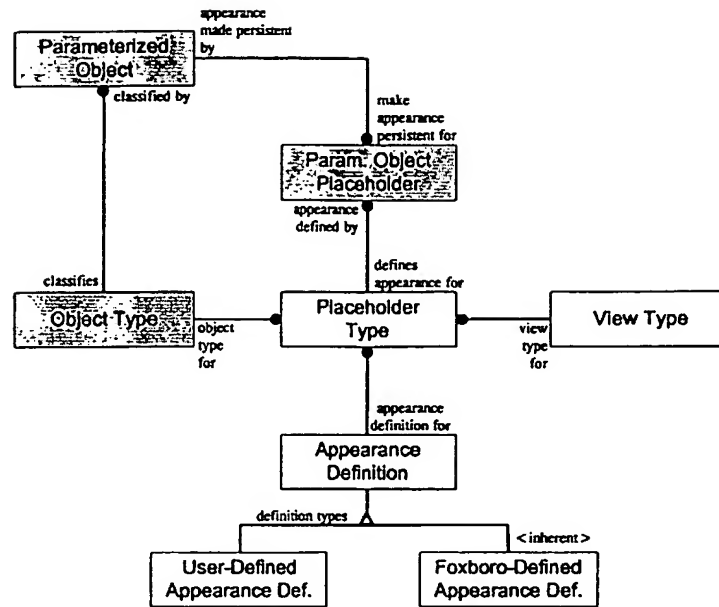 appearance
made persistent
by
Parameterized
Object
classified by
make
appearance
persistent for
Param. Object
Placeholder
appearance
defined by
defines
appearance for
classifies
Object Type
object
type
for
Placeholder
Type
view
type
for
View Type
appearance
definition for
Appearance
Definition
definition types
<inherent>
User-Defined
Appearance Def.
Foxboro-Defined
Appearance Def.